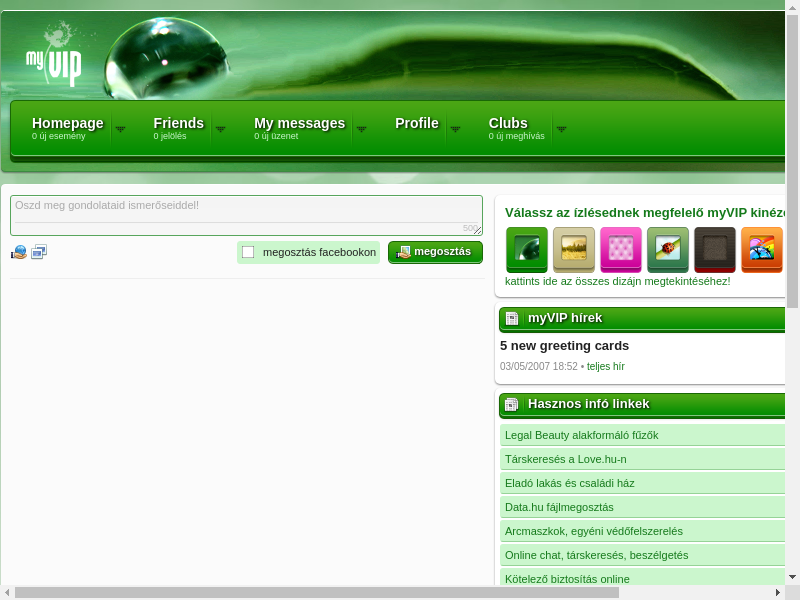 my VIP
Homepage
0 új esemény
Friends
0 jelölés
My messages
0 új üzenet
Profile
Clubs
0 új meghívás
Oszd meg gondolataid ismerőseiddel!
500
megosztás facebookon
megosztás
Válassz az ízlésednek megfelelő myVIP
kattints ide az összes dizájn megtekintéséhez!
myVIP hírek
5 new greeting cards
03/05/2007 18:52 • teljes hír
Hasznos infó linkek
Legal Beauty alakformáló fűzők
Társkeresés a Love.hu-n
Eladó lakás és családi ház
Data.hu fájlmegosztás
Arcmaszkok, egyéni védőfelszerelés
Online chat, társkeresés, beszélgetés
Kötelező biztosítás online